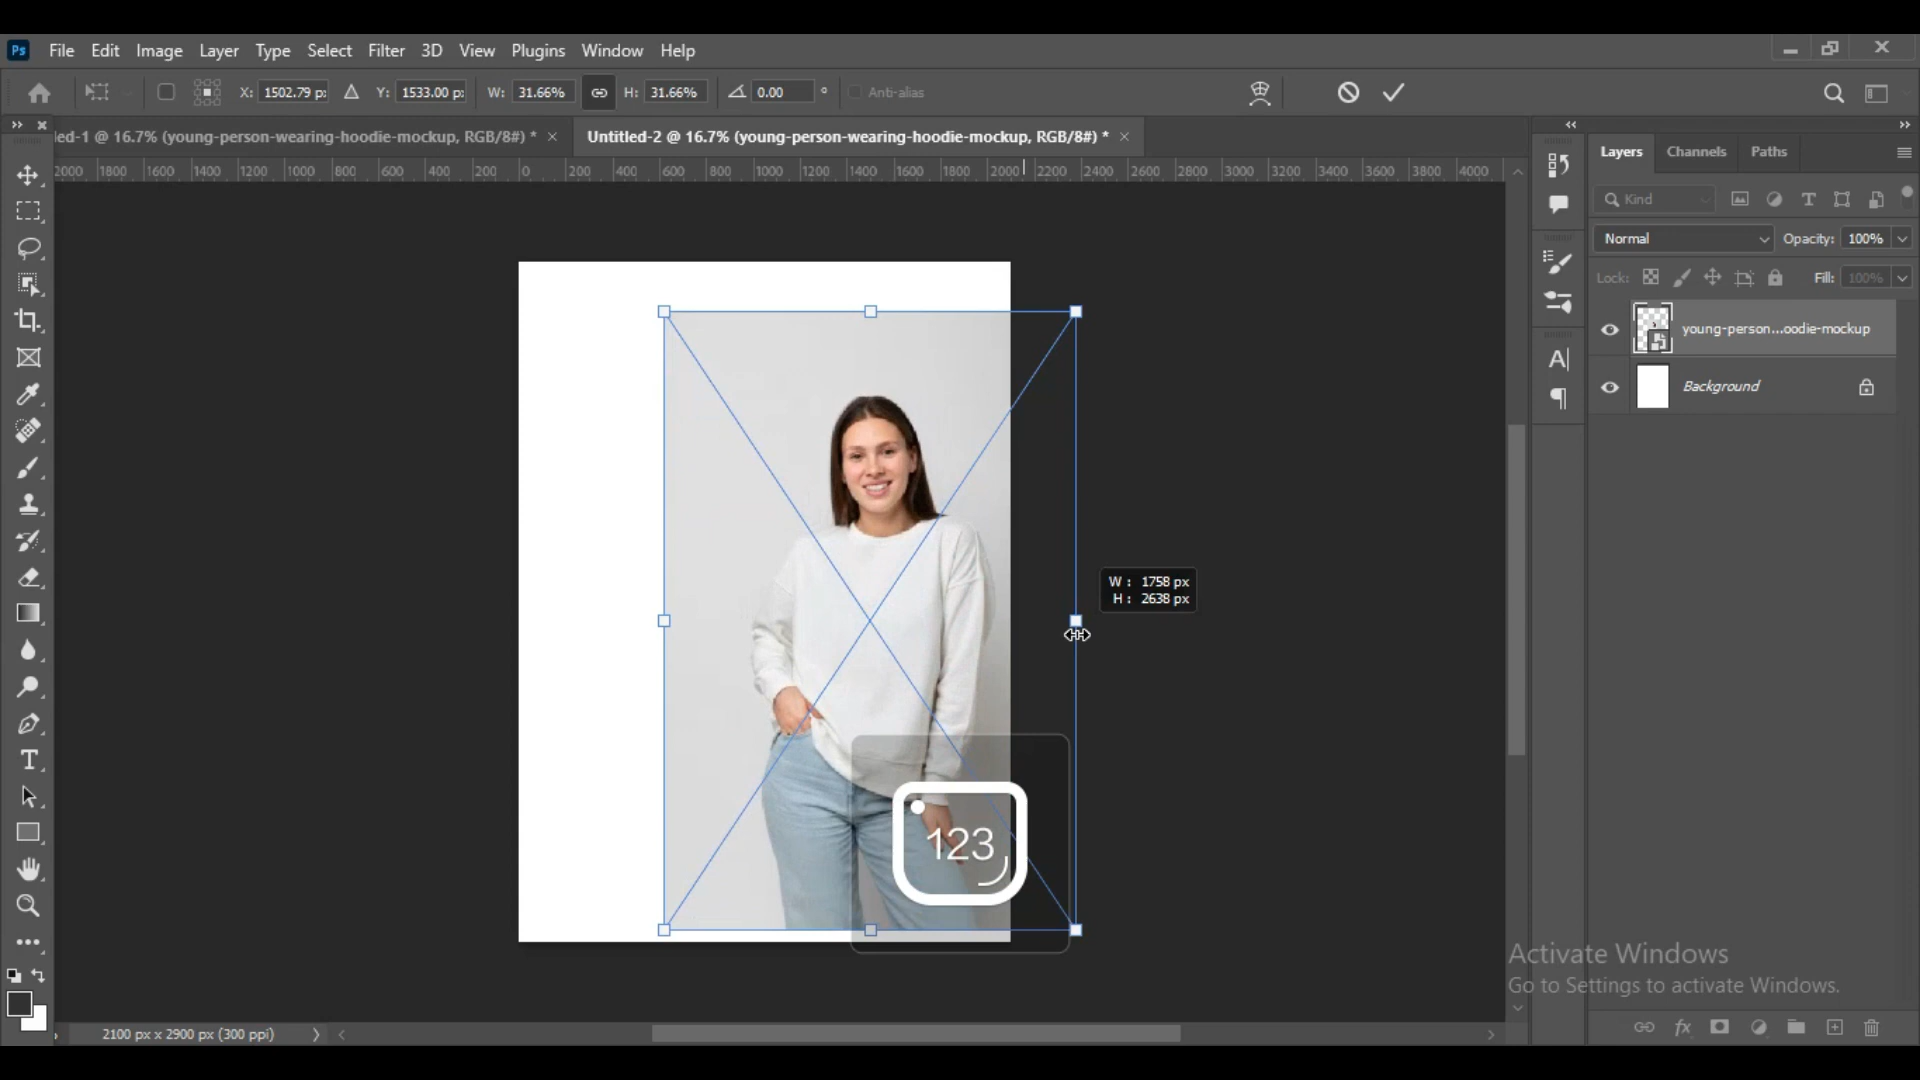 Ps File Edit Image Layer Type Select Filter 3D View Plugins Window Help
X: 1502.79 p: Y: 1533.00 p: W: 31.66% H: 31.66% 0.00 ° Anti-alias
led-1 @ 16.7% (young-person-wearing-hoodie-mockup, RGB/8#) * Untitled-2 @ 16.7% (young-person-wearing-hoodie-mockup, RGB/8#) *
2000 1800 1600 1400 1200 1000 800 600 400 200 0 200 400 600 800 1000 1200 1400 1600 1800 2000 2200 2400 2600 2800 3000 3200 3400 3600 3800 4000
Layers Channels Paths
Kind
Normal Opacity: 100%
Lock: Fill: 100%
young-person...oodie-mockup
Background
W : 1758 px
H : 2638 px
123
Activate Windows
Go to Settings to activate Windows.
2100 px x 2900 px (300 ppi)